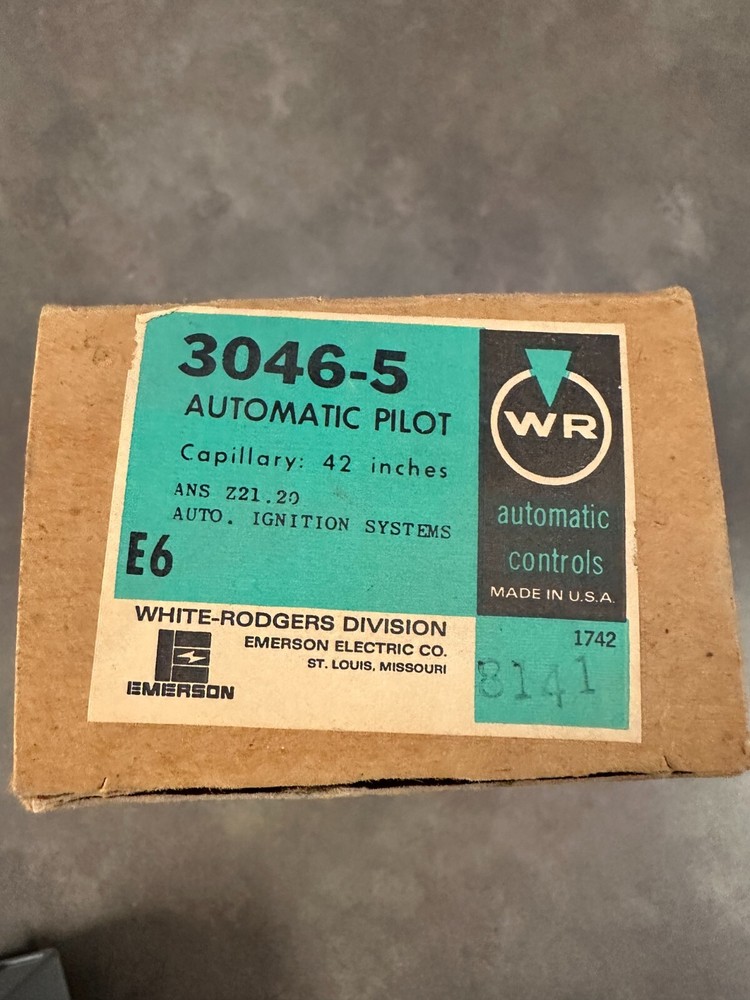 3046-5
AUTOMATIC PILOT
Capillary: 42 inches
ANS Z21.20
AUTO. IGNITION SYSTEMS
E6
WR
automatic
controls
MADE IN U.S.A.
WHITE-RODGERS DIVISION
EMERSON ELECTRIC CO.
ST. LOUIS, MISSOURI
EMERSON
1742
8141